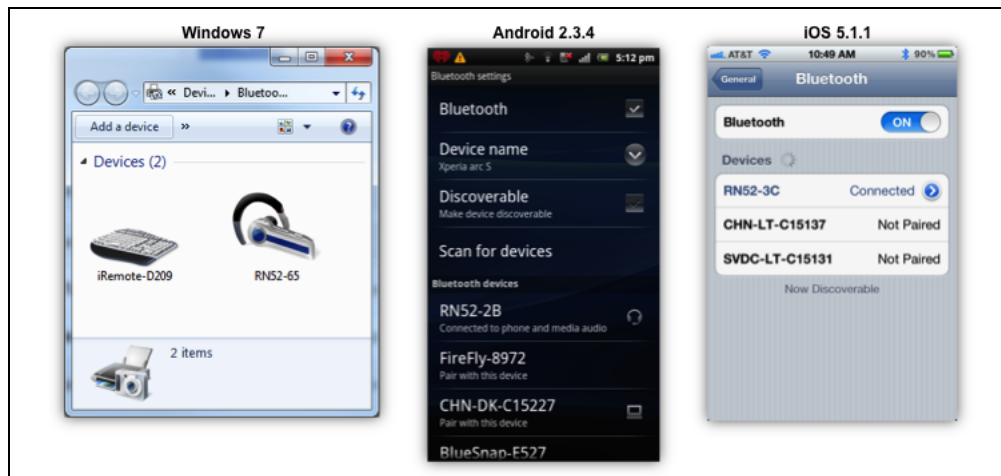 Windows 7
« Devi... ▸ Bluetoo...
Add a device »
Devices (2)
iRemote-D209
RN52-65
2 items
Android 2.3.4
5:12 pm
Bluetooth settings
Bluetooth
Device name
Xperia arc S
Discoverable
Make device discoverable
Scan for devices
Bluetooth devices
RN52-2B
Connected to phone and media audio
FireFly-8972
Pair with this device
CHN-DK-C15227
Pair with this device
BlueSnap-E527
iOS 5.1.1
AT&T 10:49 AM 90%
General Bluetooth
Bluetooth ON
Devices
RN52-3C Connected
CHN-LT-C15137 Not Paired
SVDC-LT-C15131 Not Paired
Now Discoverable